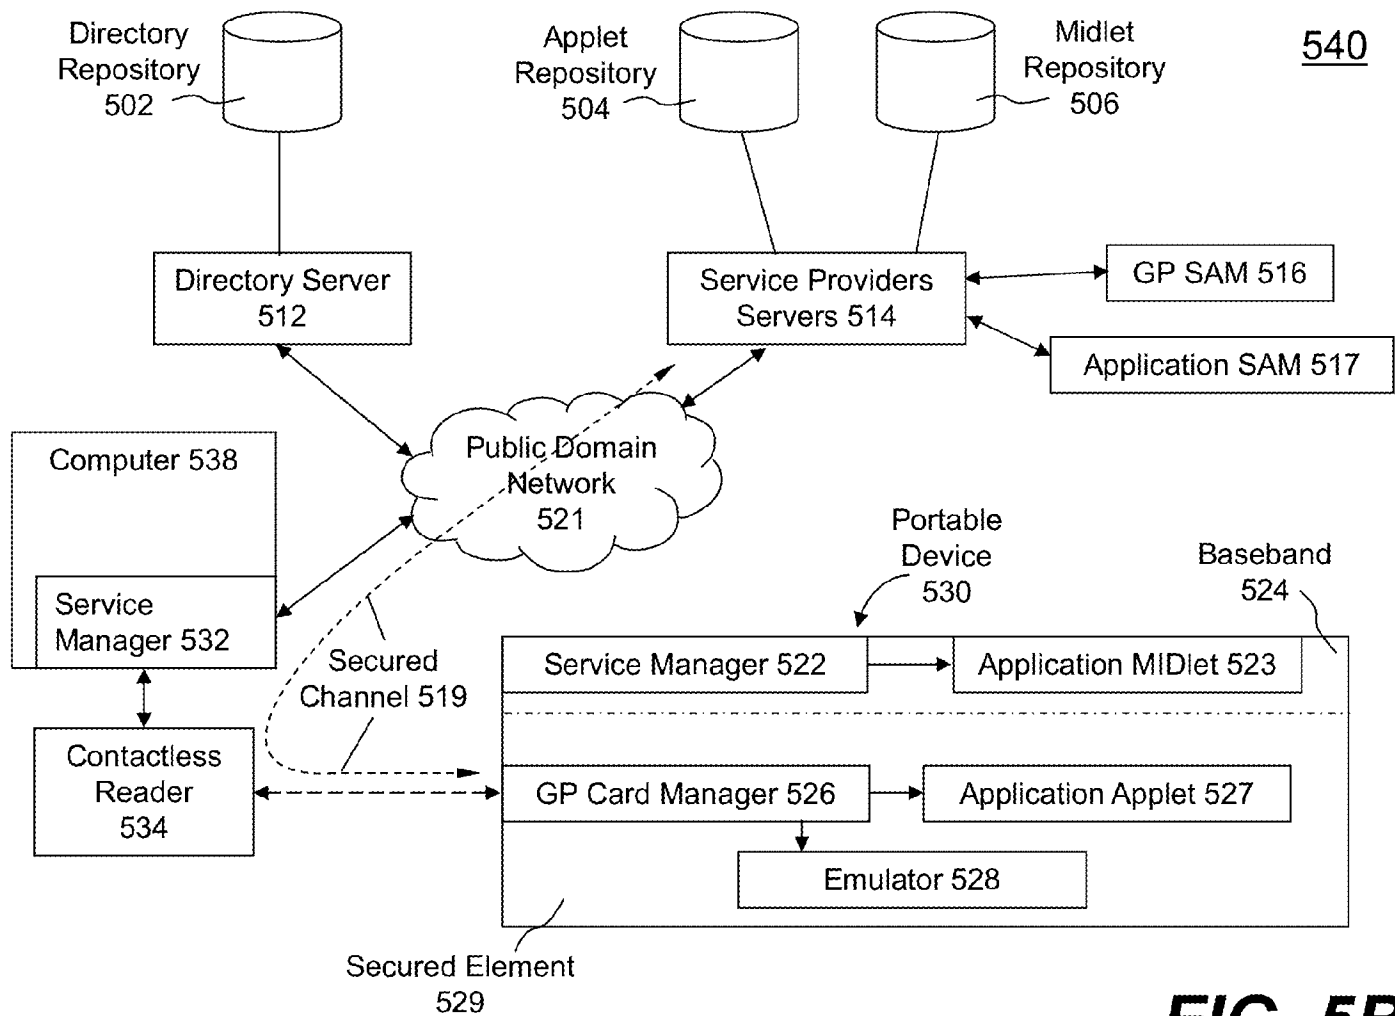 Directory
Repository
502
Applet
Repository
504
Midlet
Repository
506
540
Directory Server
512
Service Providers
Servers 514
GP SAM 516
Application SAM 517
Public Domain
Network
521
Computer 538
Service
Manager 532
Secured
Channel 519
Contactless
Reader
534
Portable
Device
530
Baseband
524
Service Manager 522
Application MIDlet 523
GP Card Manager 526
Application Applet 527
Emulator 528
Secured Element
529
FIG. 5B